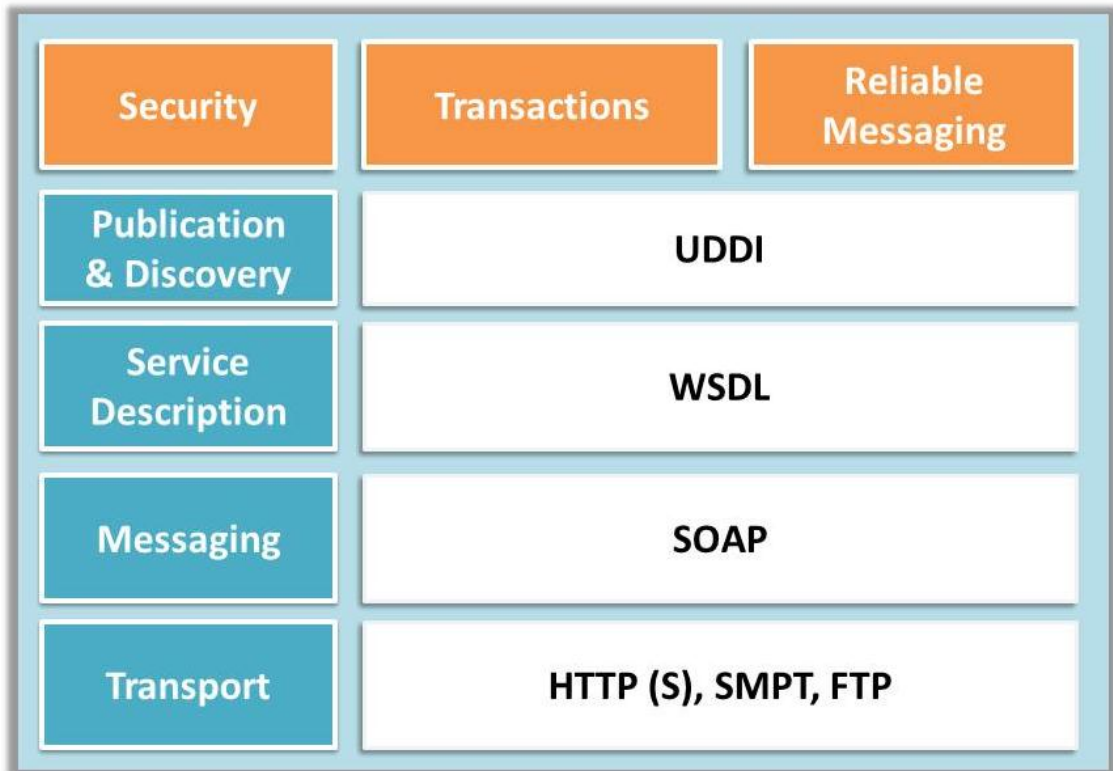 Security
Transactions
Reliable
Messaging
Publication
& Discovery
UDDI
Service
Description
WSDL
Messaging
SOAP
Transport
HTTP (S), SMPT, FTP